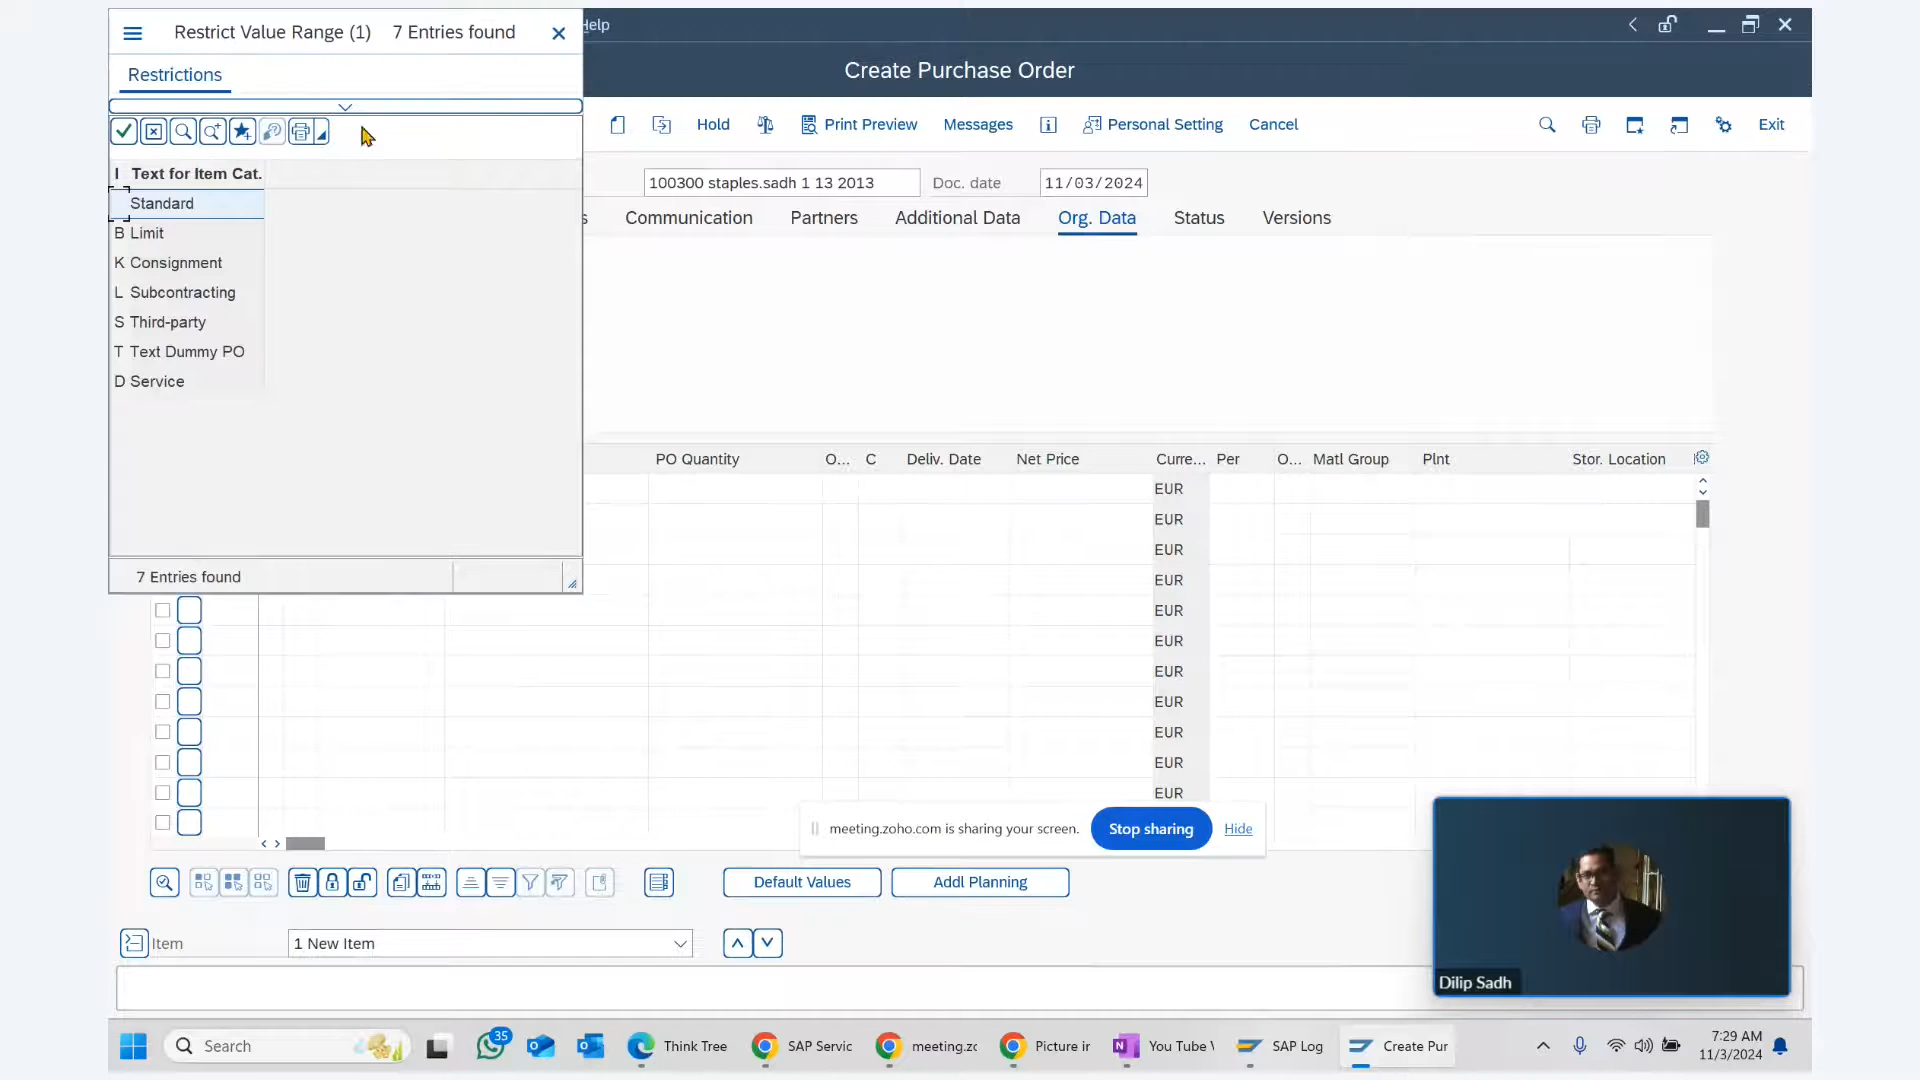 Restrict Value Range (1) 7 Entries found
Help
Create Purchase Order
Restrictions
Hold
Print Preview
Messages
Personal Setting
Cancel
Exit
I Text for Item Cat.
Standard
B Limit
K Consignment
L Subcontracting
S Third-party
T Text Dummy PO
D Service
7 Entries found
100300 staples.sadh 1 13 2013
Doc. date
11/03/2024
s
Communication
Partners
Additional Data
Org. Data
Status
Versions
PO Quantity
O...
C
Deliv. Date
Net Price
Curre...
Per
O...
Matl Group
Plnt
Stor. Location
EUR
EUR
EUR
EUR
EUR
EUR
EUR
EUR
EUR
EUR
EUR
meeting.zoho.com is sharing your screen.
Stop sharing
Hide
Default Values
Addl Planning
Item
1 New Item
Dilip Sadh
Search
35
Think Tree
SAP Servic
meeting.zc
Picture ir
You Tube
SAP Log
Create Pur
7:29 AM
11/3/2024